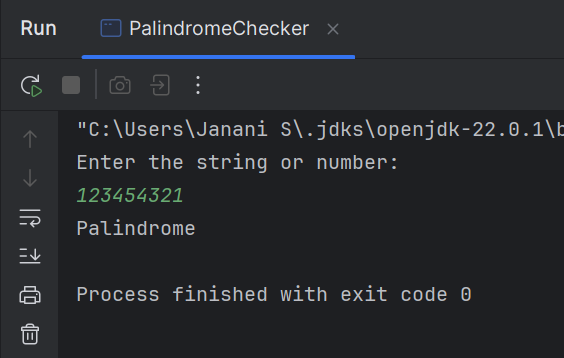 Run PalindromeChecker
"C:\Users\Janani S\.jdks\openjdk-22.0.1\b
Enter the string or number:
123454321
Palindrome
Process finished with exit code 0